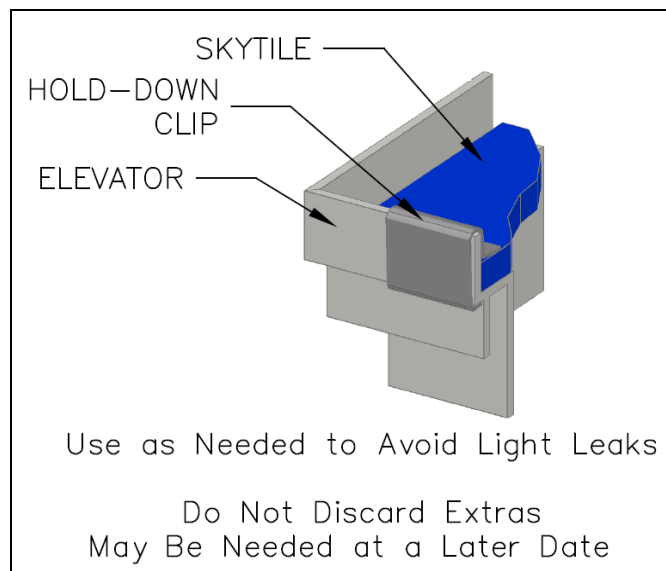 SKYTILE
HOLD-DOWN
CLIP
ELEVATOR
Use as Needed to Avoid Light Leaks
Do Not Discard Extras
May Be Needed at a Later Date